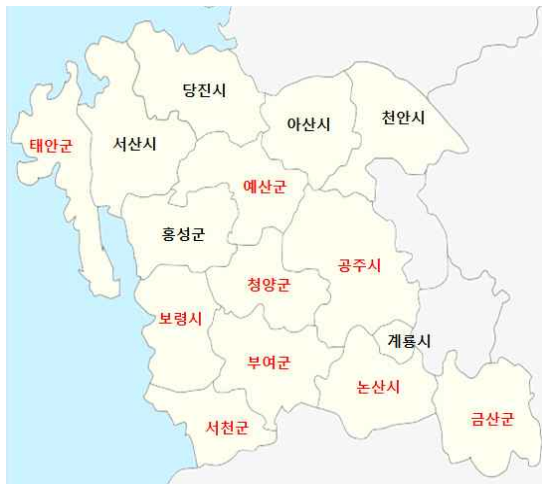 당진시
아산시
천안시
태안군
서산시
예산군
홍성군
공주시
청양군
보령시
계룡시
부여군
논산시
서천군
금산군